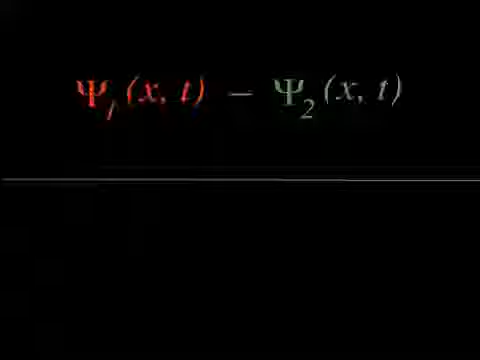 Ψ₁(x, t) – Ψ₂(x, t)